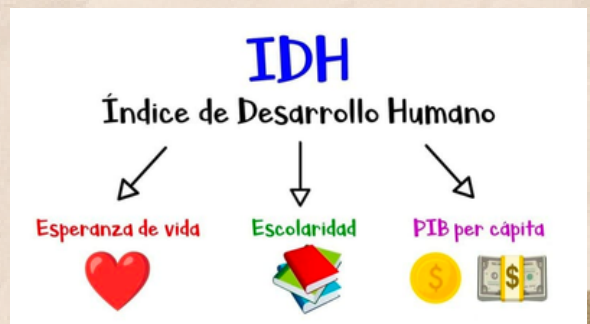 IDH
Índice de Desarrollo Humano
Esperanza de vida
Escolaridad
PIB per cápita
$
$